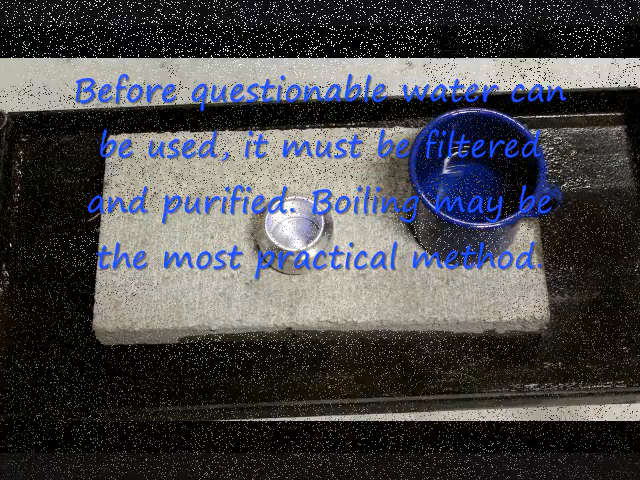 Before questionable water can
be used, it must be filtered
and purified. Boiling may be
the most practical method.